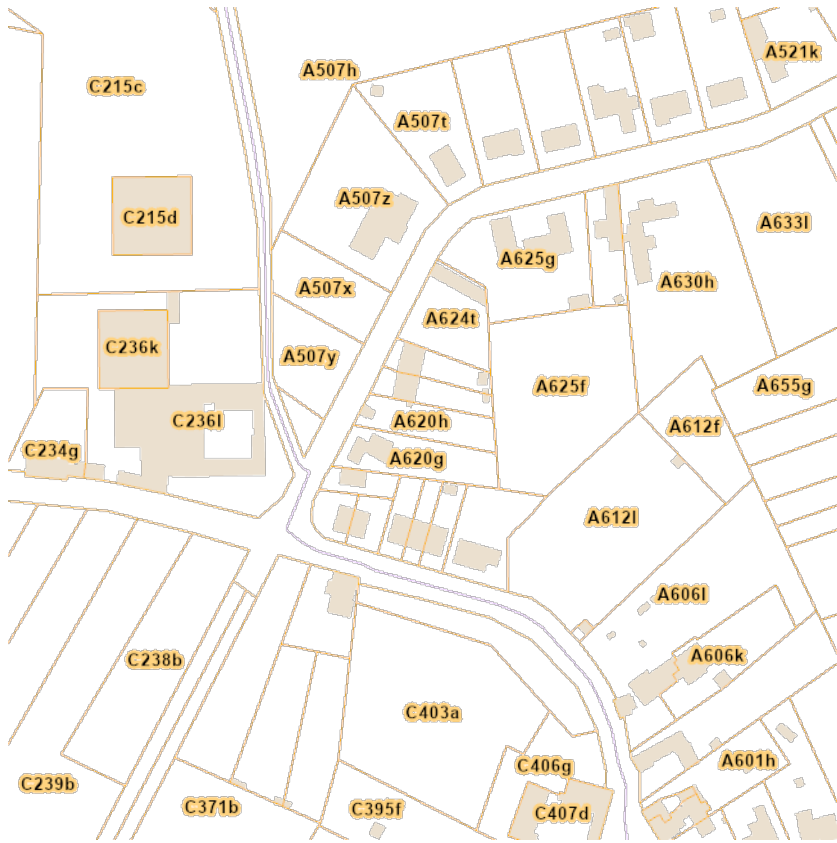 A521k
A507h
C215c
A507t
A507z
C215d
A633l
A625g
A630h
A507x
A624t
C236k
A507y
A625f
A655g
C236l
A620h
A612f
C234g
A620g
A612l
A606l
A606k
C238b
C403a
A601h
C406g
C239b
C371b
C395f
C407d